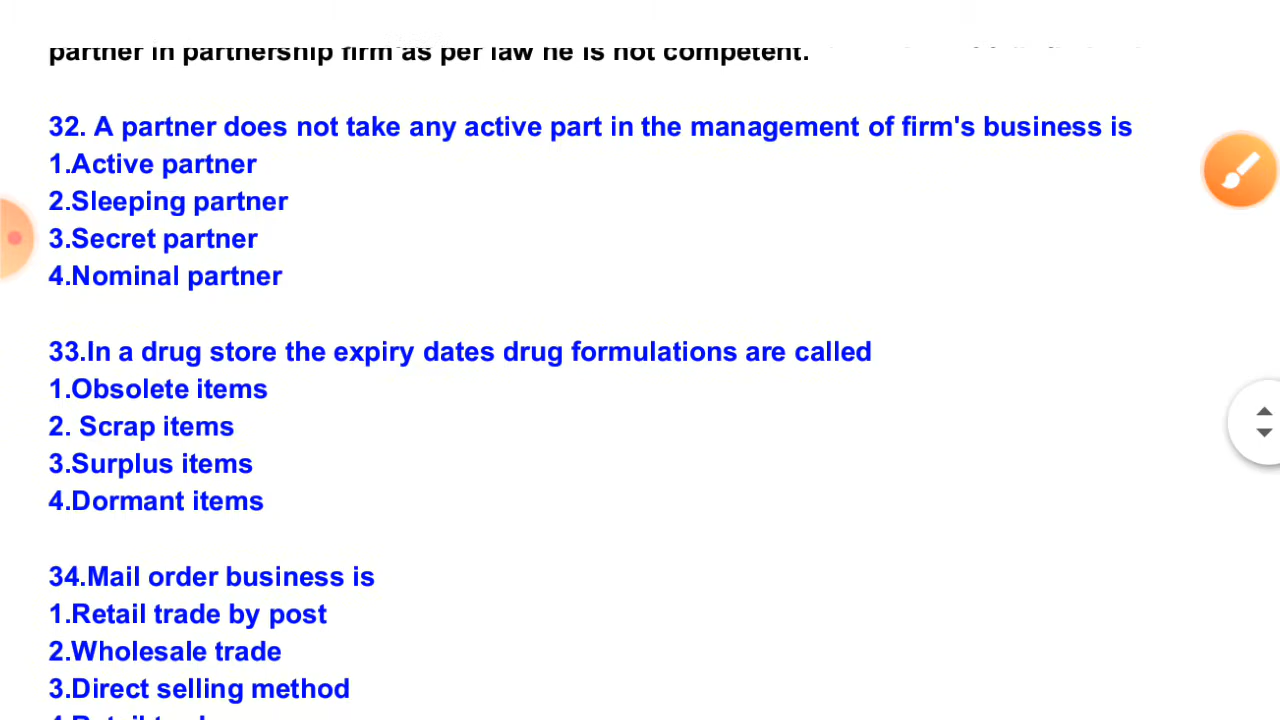 partner in partnership firm as per law he is not competent.
32. A partner does not take any active part in the management of firm's business is
1.Active partner
2.Sleeping partner
3.Secret partner
4.Nominal partner
33.In a drug store the expiry dates drug formulations are called
1.Obsolete items
2. Scrap items
3.Surplus items
4.Dormant items
34.Mail order business is
1.Retail trade by post
2.Wholesale trade
3.Direct selling method